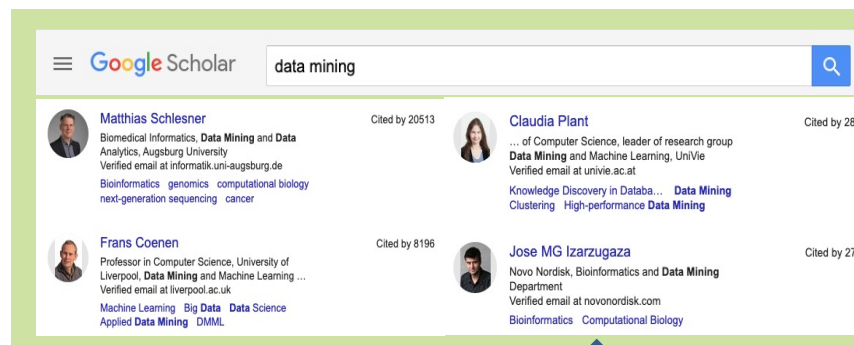 Google Scholar
data mining
Matthias Schlesner
Cited by 20513
Biomedical Informatics, Data Mining and Data
Analytics, Augsburg University
Verified email at informatik.uni-augsburg.de
Bioinformatics genomics computational biology
next-generation sequencing cancer
Frans Coenen
Cited by 8196
Professor in Computer Science, University of
Liverpool, Data Mining and Machine Learning ...
Verified email at liverpool.ac.uk
Machine Learning Big Data Data Science
Applied Data Mining DMML
Claudia Plant
Cited by 28
... of Computer Science, leader of research group
Data Mining and Machine Learning, UniVie
Verified email at univie.ac.at
Knowledge Discovery in Databa... Data Mining
Clustering High-performance Data Mining
Jose MG Izarzugaza
Cited by 27
Novo Nordisk, Bioinformatics and Data Mining
Department
Verified email at novonordisk.com
Bioinformatics Computational Biology